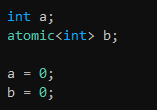 int a;
atomic<int> b;
a = 0;
b = 0;